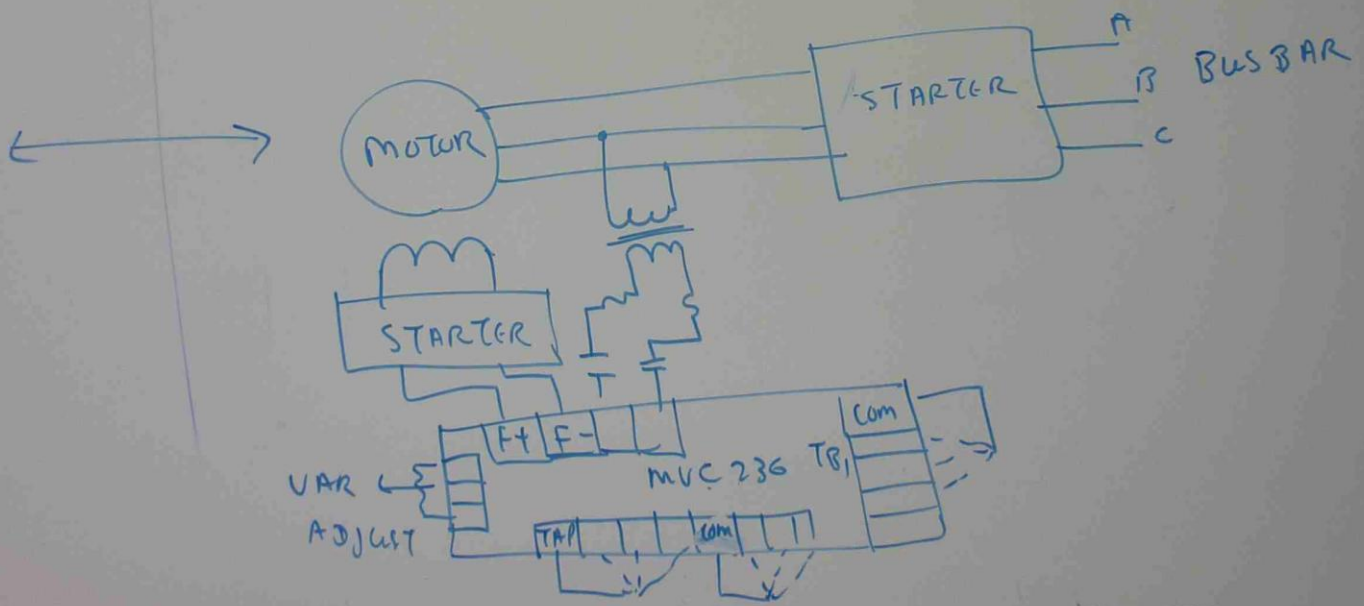 A
BUSBAR
B
C
STARTER
MOTOR
STARTER
F+ F-
Com
TB1
MVC 236
VAR
ADJUST
TAP
Com